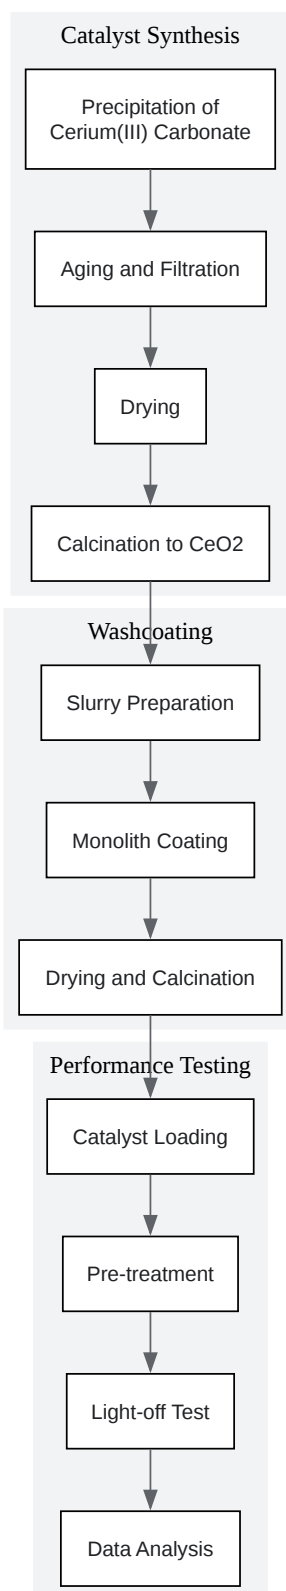 Catalyst Synthesis
Precipitation of
Cerium(III) Carbonate
Aging and Filtration
Drying
Calcination to CeO2
Washcoating
Slurry Preparation
Monolith Coating
Drying and Calcination
Performance Testing
Catalyst Loading
Pre-treatment
Light-off Test
Data Analysis